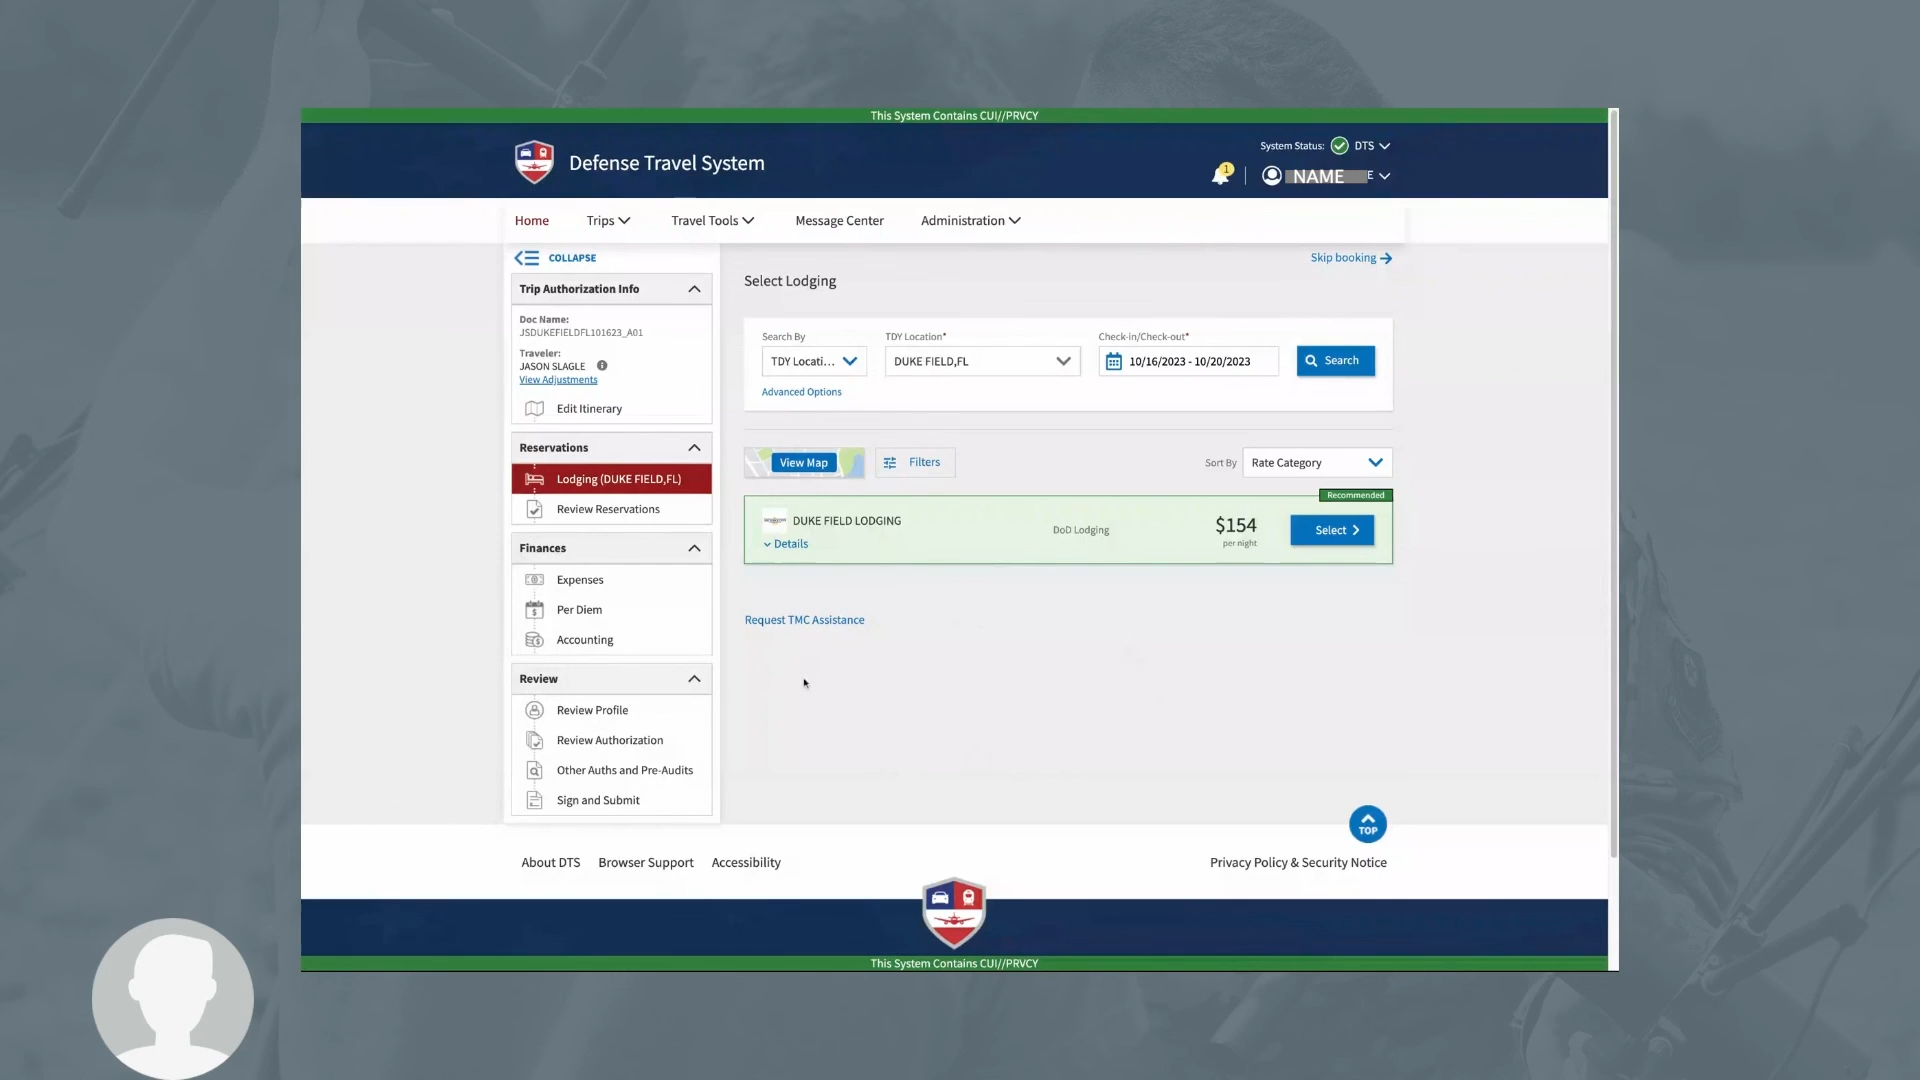 This System Contains CUI//PRVCY
Defense Travel System
System Status: DTS
1
NAME E
Home Trips Travel Tools Message Center Administration
COLLAPSE
Skip booking
Trip Authorization Info
Doc Name:
JSDUKEFIELDFL101623_A01
Traveler:
JASON SLAGLE
View Adjustments
Edit Itinerary
Reservations
Lodging (DUKE FIELD,FL)
Review Reservations
Finances
Expenses
Per Diem
Accounting
Review
Review Profile
Review Authorization
Other Auths and Pre-Audits
Sign and Submit
Select Lodging
Search By TDY Location* Check-in/Check-out*
TDY Locati... DUKE FIELD,FL 10/16/2023 - 10/20/2023 Search
Advanced Options
View Map Filters Sort By Rate Category
Recommended
DUKE FIELD LODGING DoD Lodging $154 Select
Details per night
Request TMC Assistance
TOP
About DTS Browser Support Accessibility Privacy Policy & Security Notice
This System Contains CUI//PRVCY